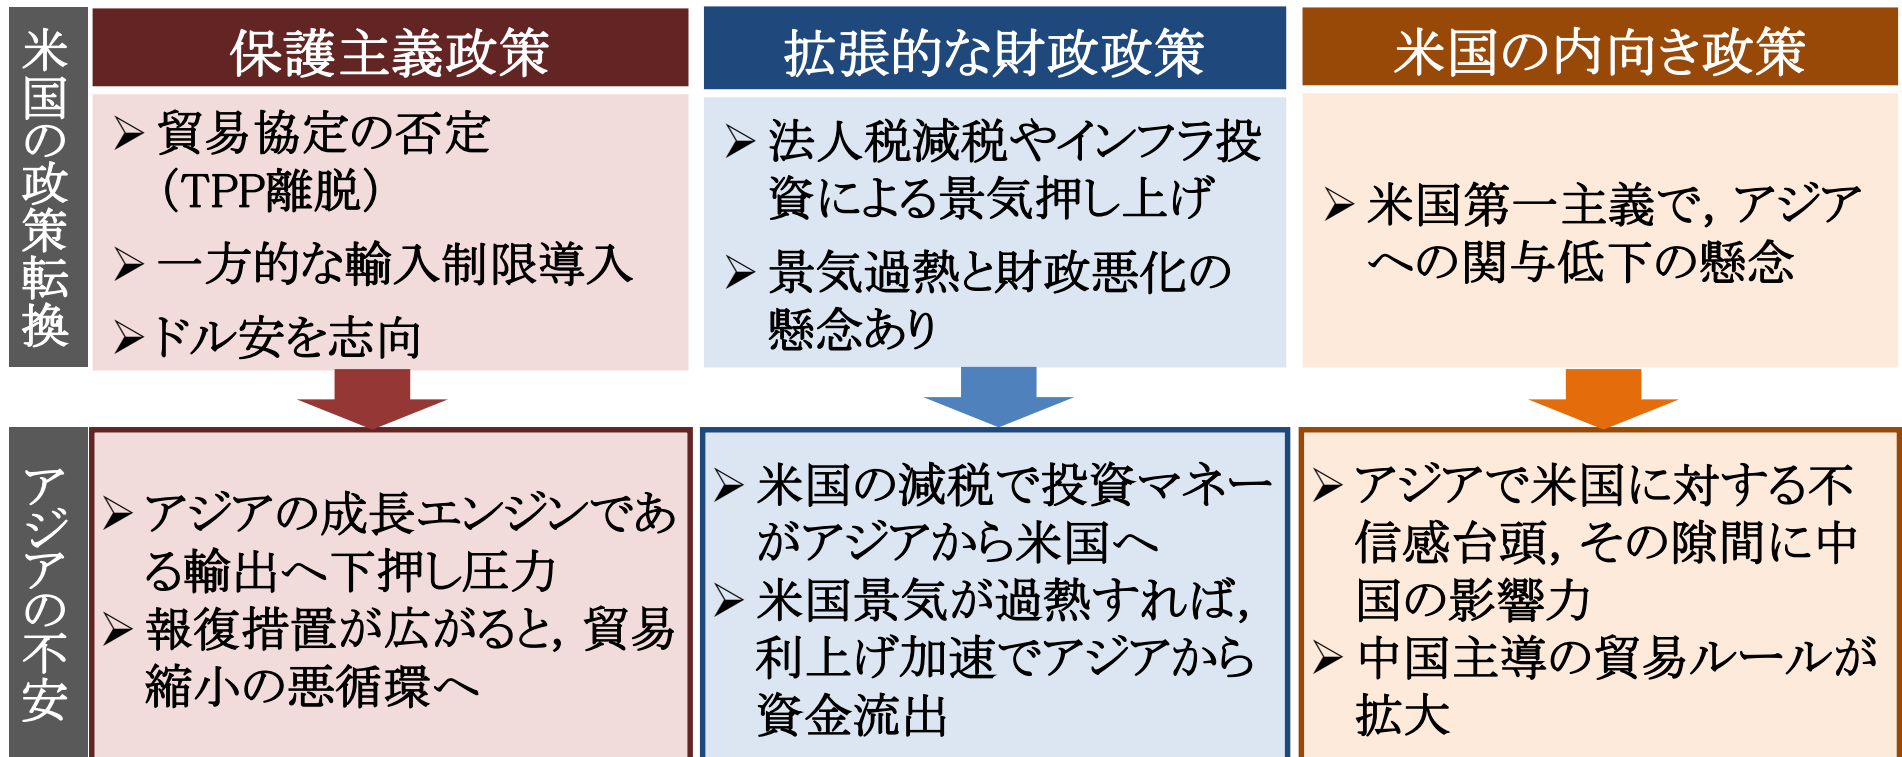 米国の政策転換
保護主義政策
➢ 貿易協定の否定
（TPP離脱）
➢ 一方的な輸入制限導入
➢ ドル安を志向
拡張的な財政政策
➢ 法人税減税やインフラ投
資による景気押し上げ
➢ 景気過熱と財政悪化の
懸念あり
米国の内向き政策
➢ 米国第一主義で，アジア
への関与低下の懸念
アジアの不安
➢ アジアの成長エンジンであ
る輸出へ下押し圧力
➢ 報復措置が広がると，貿易
縮小の悪循環へ
➢ 米国の減税で投資マネー
がアジアから米国へ
➢ 米国景気が過熱すれば，
利上げ加速でアジアから
資金流出
➢ アジアで米国に対する不
信感台頭，その隙間に中
国の影響力
➢ 中国主導の貿易ルールが
拡大